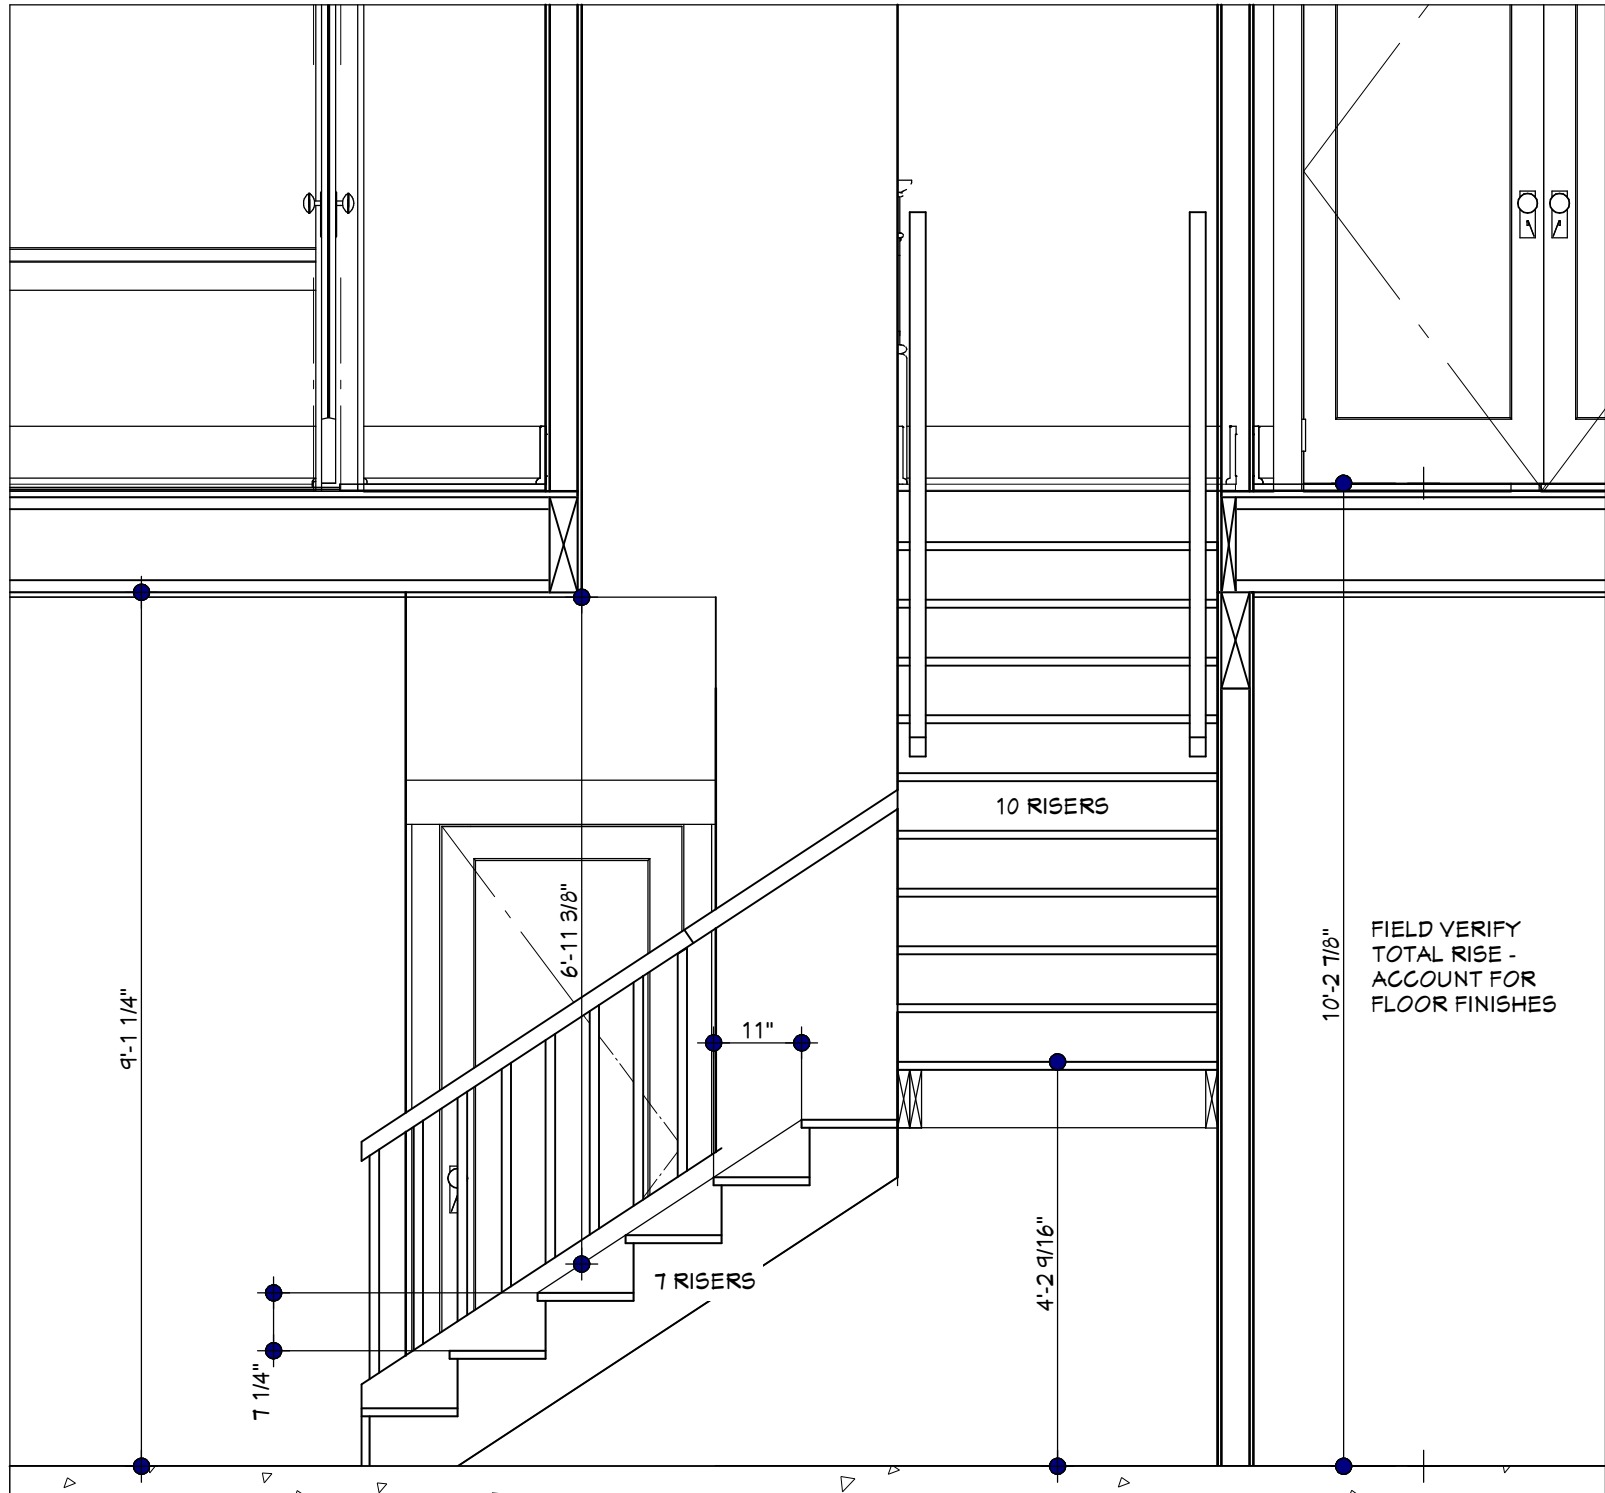 10 RISERS
6'-11 3/8"
FIELD VERIFY
TOTAL RISE -
ACCOUNT FOR
FLOOR FINISHES
10'-2 7/8"
9'-1 1/4"
11"
4'-2 9/16"
7 RISERS
7 1/4"